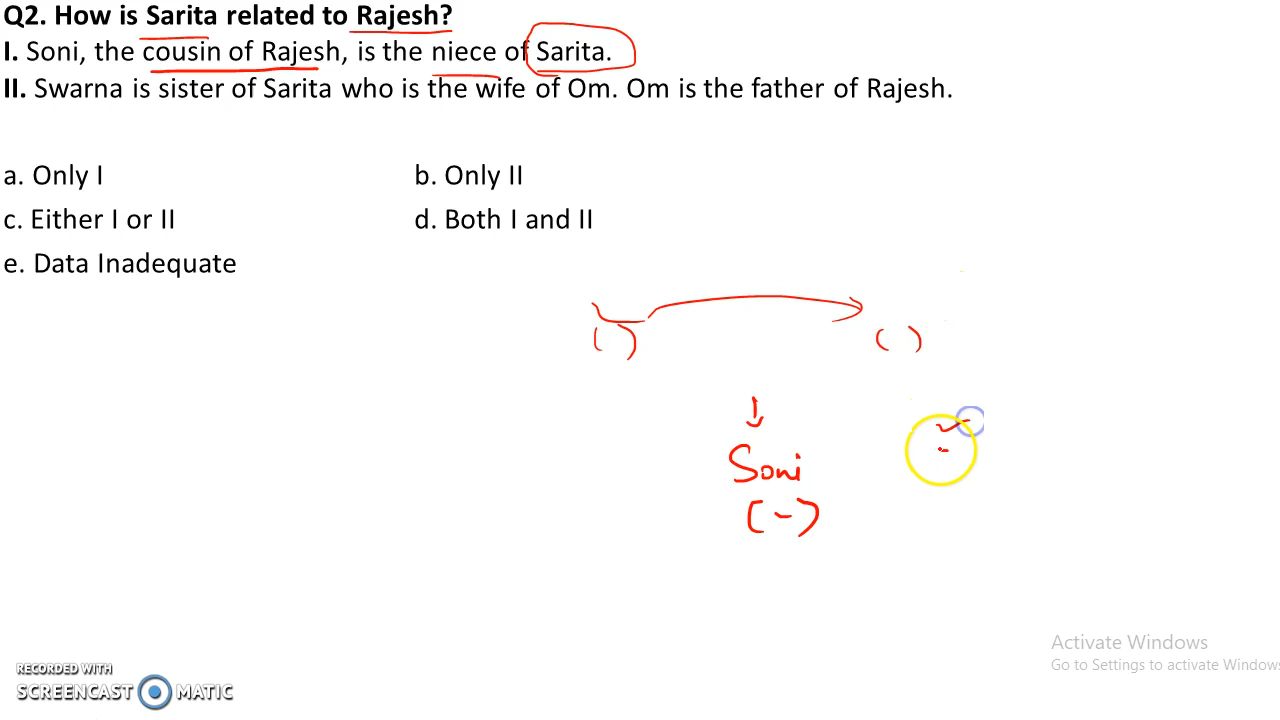 Q2. How is Sarita related to Rajesh?
I. Soni, the cousin of Rajesh, is the niece of Sarita.
II. Swarna is sister of Sarita who is the wife of Om. Om is the father of Rajesh.
a. Only I
b. Only II
c. Either I or II
d. Both I and II
e. Data Inadequate
( )
( )
Soni
(-)
Activate Windows
Go to Settings to activate Windows
RECORDED WITH
SCREENCAST MATIC